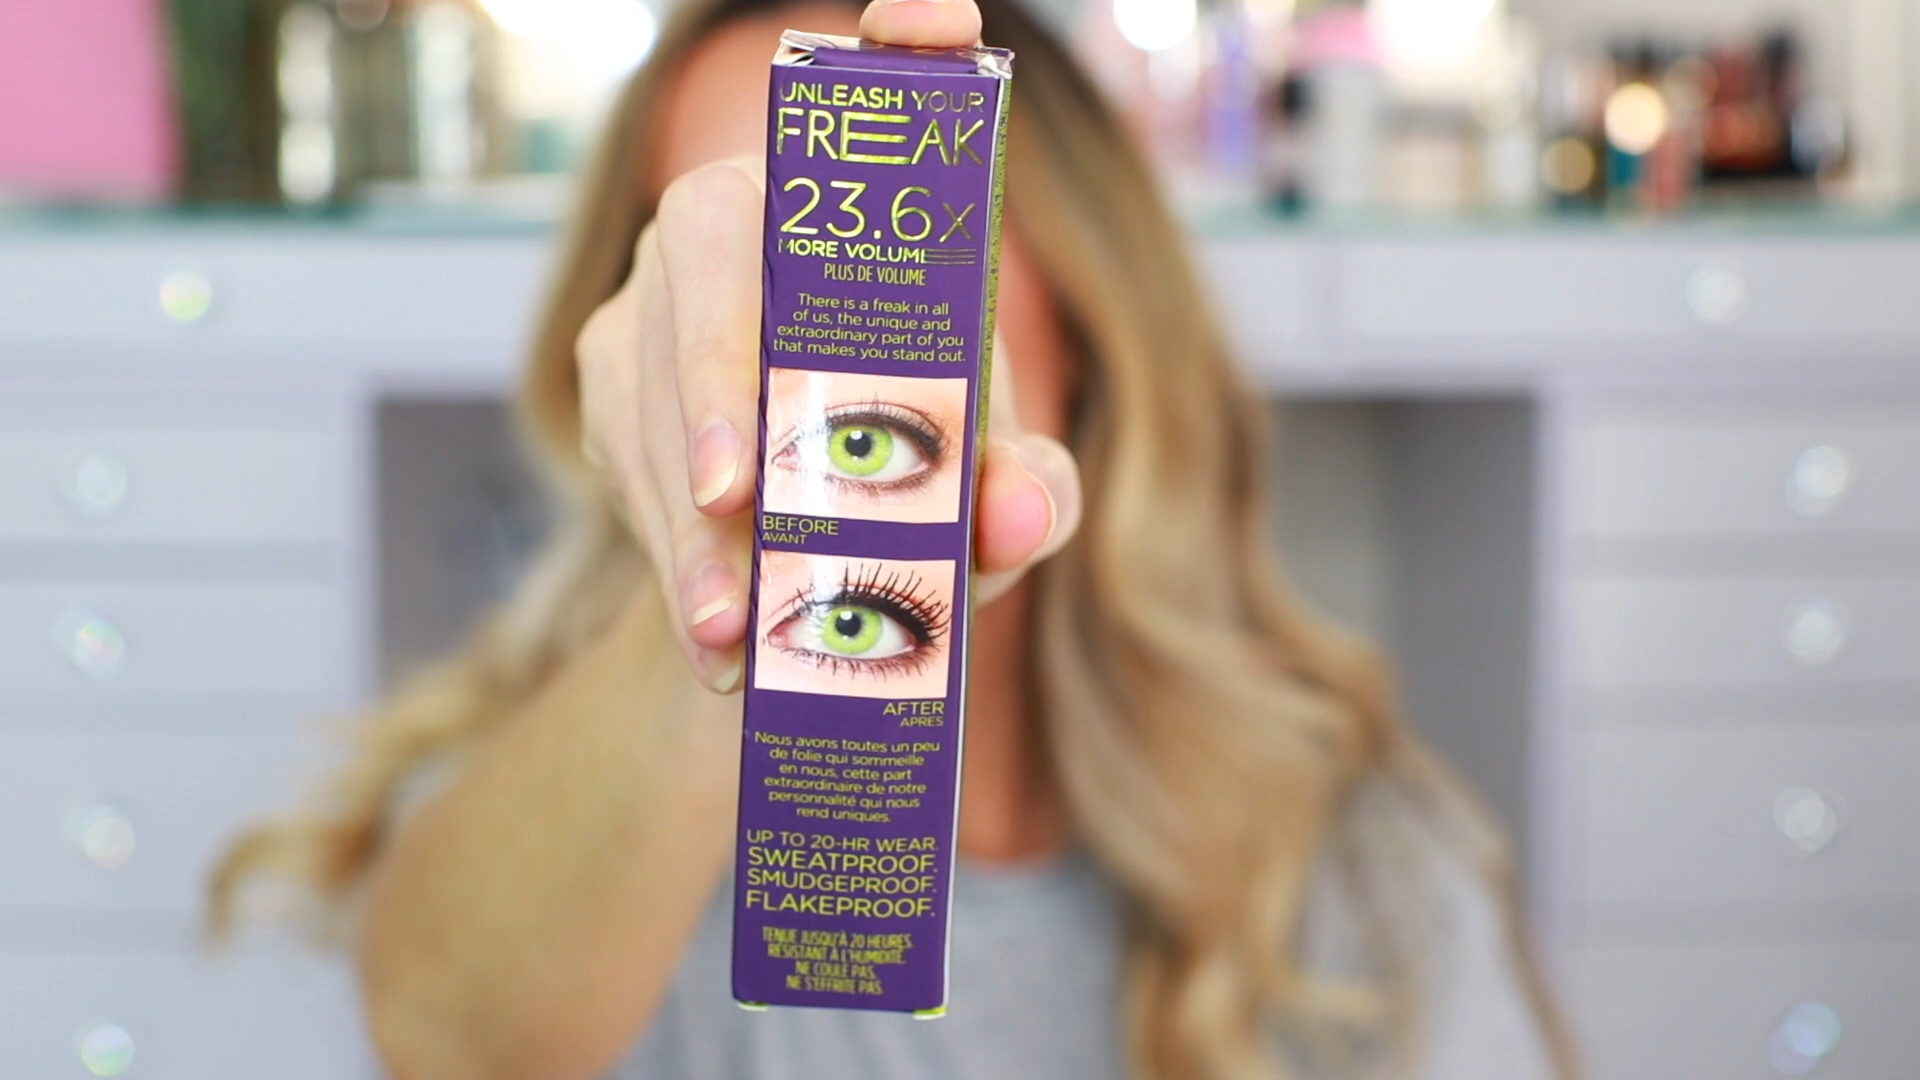 UNLEASH YOUR
FREAK
23.6x
MORE VOLUME
PLUS DE VOLUME
There is a freak in all
of us, the unique and
extraordinary part of you
that makes you stand out.
BEFORE
AVANT
AFTER
APRES
Nous avons toutes un peu
de folie qui sommeille
en nous, cette part
extraordinaire de notre
personnalité qui nous
rend uniques.
UP TO 20-HR WEAR.
SWEATPROOF.
SMUDGEPROOF.
FLAKEPROOF.
TENUE JUSQU'À 20 HEURES.
RÉSISTANT À L'HUMIDITÉ.
NE COULE PAS.
NE S'EFFRITE PAS.